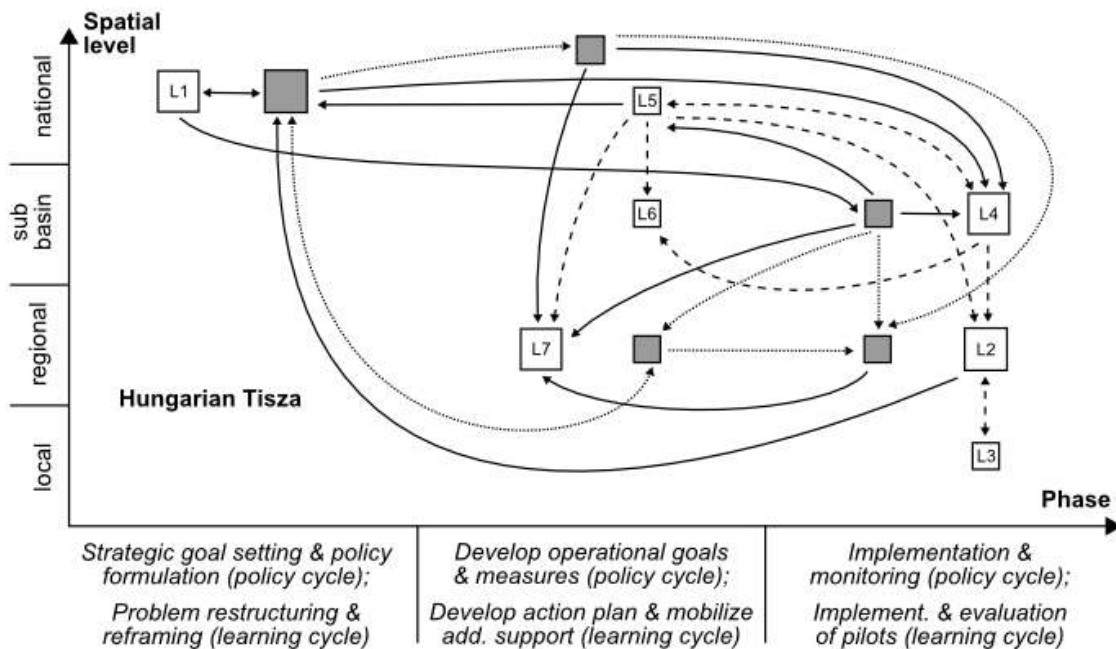 Spatial
level
national
sub
basin
regional
local
L1
L5
L6
L4
L7
L2
L3
Hungarian Tisza
Phase
Strategic goal setting & policy
formulation (policy cycle);
Problem restructuring &
reframing (learning cycle)
Develop operational goals
& measures (policy cycle);
Develop action plan & mobilize
add. support (learning cycle)
Implementation &
monitoring (policy cycle);
Implement. & evaluation
of pilots (learning cycle)